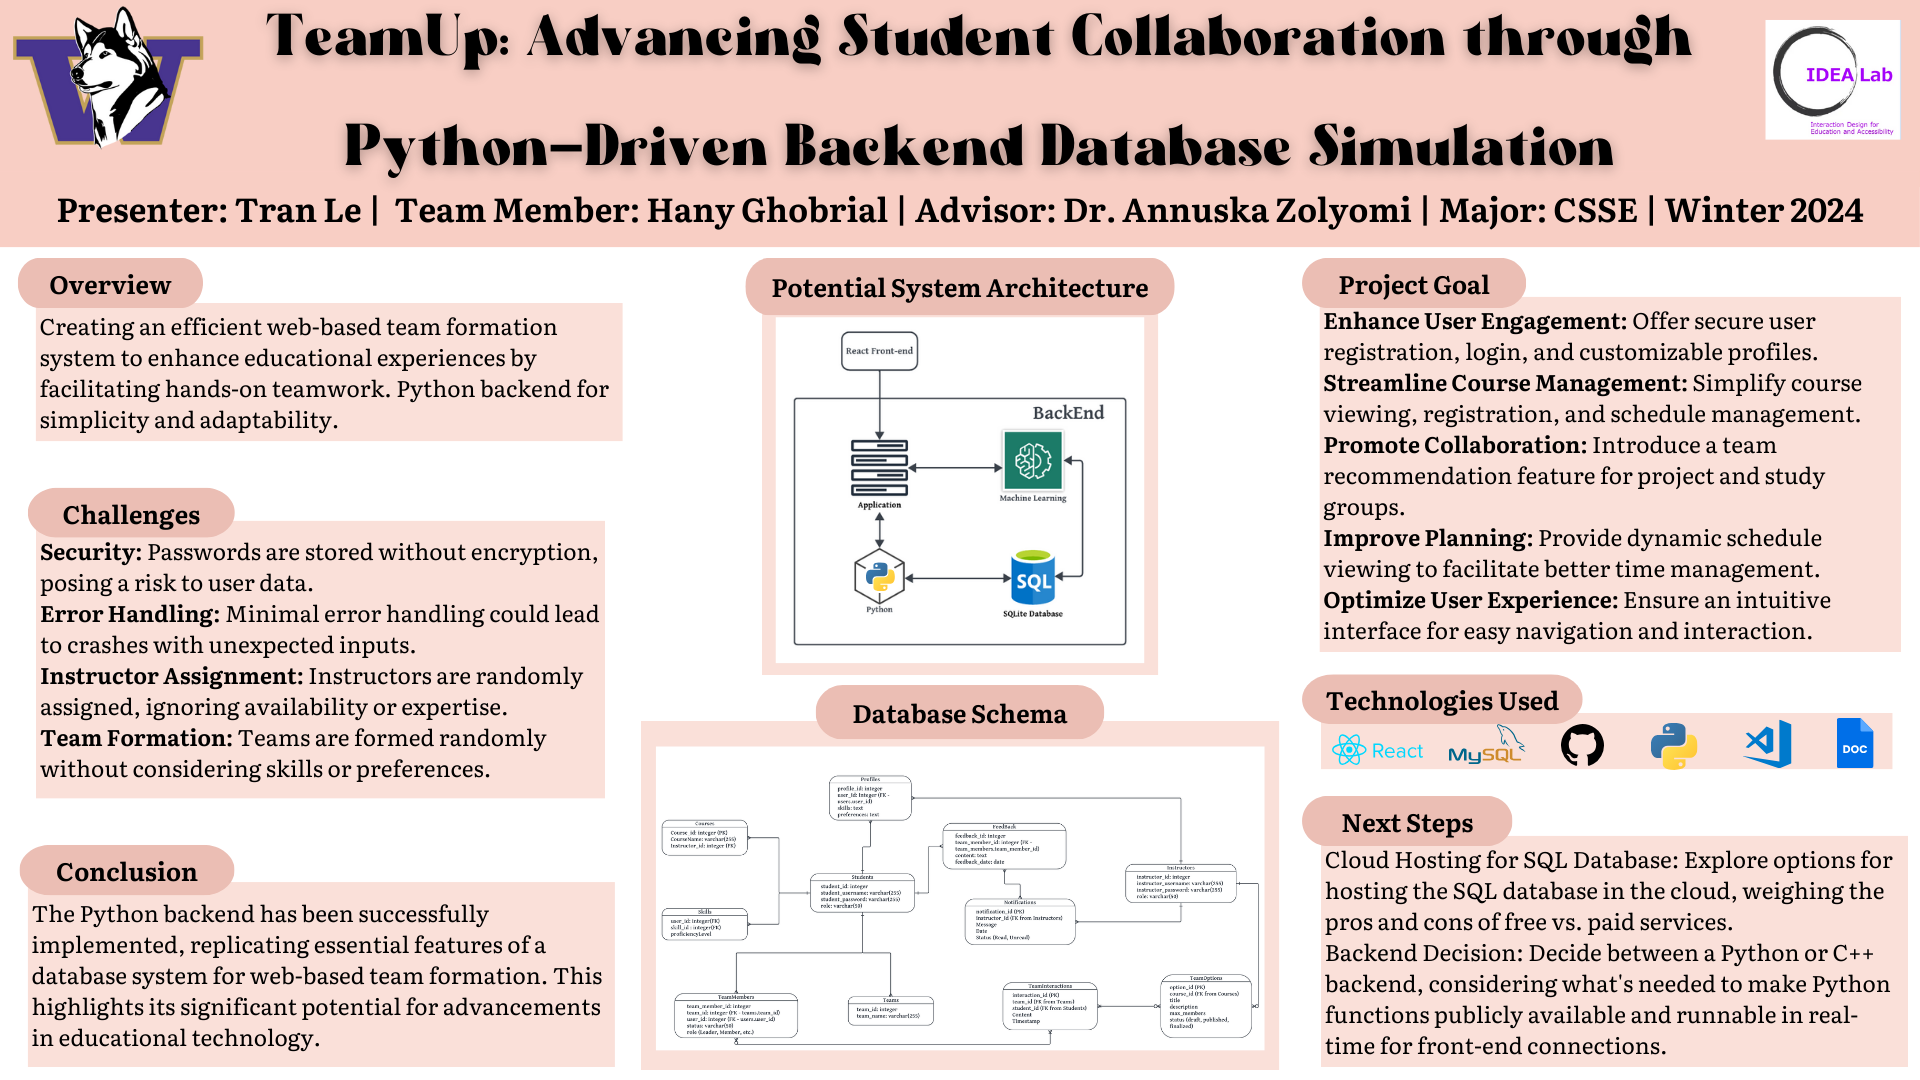 TeamUp: Advancing Student Collaboration through
Python–Driven Backend Database Simulation
Presenter: Tran Le | Team Member: Hany Ghobrial | Advisor: Dr. Annuska Zolyomi | Major: CSSE | Winter 2024
IDEA Lab
Interaction Design for
Education and Accessibility
Overview
Creating an efficient web-based team formation
system to enhance educational experiences by
facilitating hands-on teamwork. Python backend for
simplicity and adaptability.
Challenges
Security: Passwords are stored without encryption,
posing a risk to user data.
Error Handling: Minimal error handling could lead
to crashes with unexpected inputs.
Instructor Assignment: Instructors are randomly
assigned, ignoring availability or expertise.
Team Formation: Teams are formed randomly
without considering skills or preferences.
Conclusion
The Python backend has been successfully
implemented, replicating essential features of a
database system for web-based team formation. This
highlights its significant potential for advancements
in educational technology.
Potential System Architecture
React Front-end
BackEnd
Application
Machine Learning
Python
SQL
SQLite Database
Database Schema
Profiles
profile_id: integer
user_id: integer (FK -
users.user_id)
skills: text
preferences: text
Courses
Course_id: integer (PK)
CourseName: varchar(255)
Instructor_id: integer (FK)
FeedBack
feedback_id: integer
team_member_id: integer (FK -
team_members.team_member_id)
content: text
feedback_date: date
Students
student_id: integer
student_username: varchar(255)
student_password: varchar(255)
role: varchar(50)
Instructors
instructor_id: integer
instructor_username: varchar(255)
instructor_password: varchar(255)
role: varchar(50)
Skills
user_id: integer(FK)
skill_id : integer(FK)
proficiencyLevel
Notifications
notification_id (PK)
Instructor_id (FK from Instructors)
Message
Date
Status (Read, Unread)
TeamMembers
team_member_id: integer
team_id: integer (FK - teams.team_id)
user_id: integer (FK - users.user_id)
status: varchar(50)
role (Leader, Member, etc.)
Teams
team_id: integer
team_name: varchar(255)
TeamInteractions
interaction_id (PK)
team_id (FK from Teams)
student_id (FK from Students)
Content
Timestamp
TeamOptions
option_id (PK)
course_id (FK from Courses)
title
description
max_members
status (draft, published,
finalized)
Project Goal
Enhance User Engagement: Offer secure user
registration, login, and customizable profiles.
Streamline Course Management: Simplify course
viewing, registration, and schedule management.
Promote Collaboration: Introduce a team
recommendation feature for project and study
groups.
Improve Planning: Provide dynamic schedule
viewing to facilitate better time management.
Optimize User Experience: Ensure an intuitive
interface for easy navigation and interaction.
Technologies Used
React
MySQL
DOC
Next Steps
Cloud Hosting for SQL Database: Explore options for
hosting the SQL database in the cloud, weighing the
pros and cons of free vs. paid services.
Backend Decision: Decide between a Python or C++
backend, considering what's needed to make Python
functions publicly available and runnable in real-
time for front-end connections.